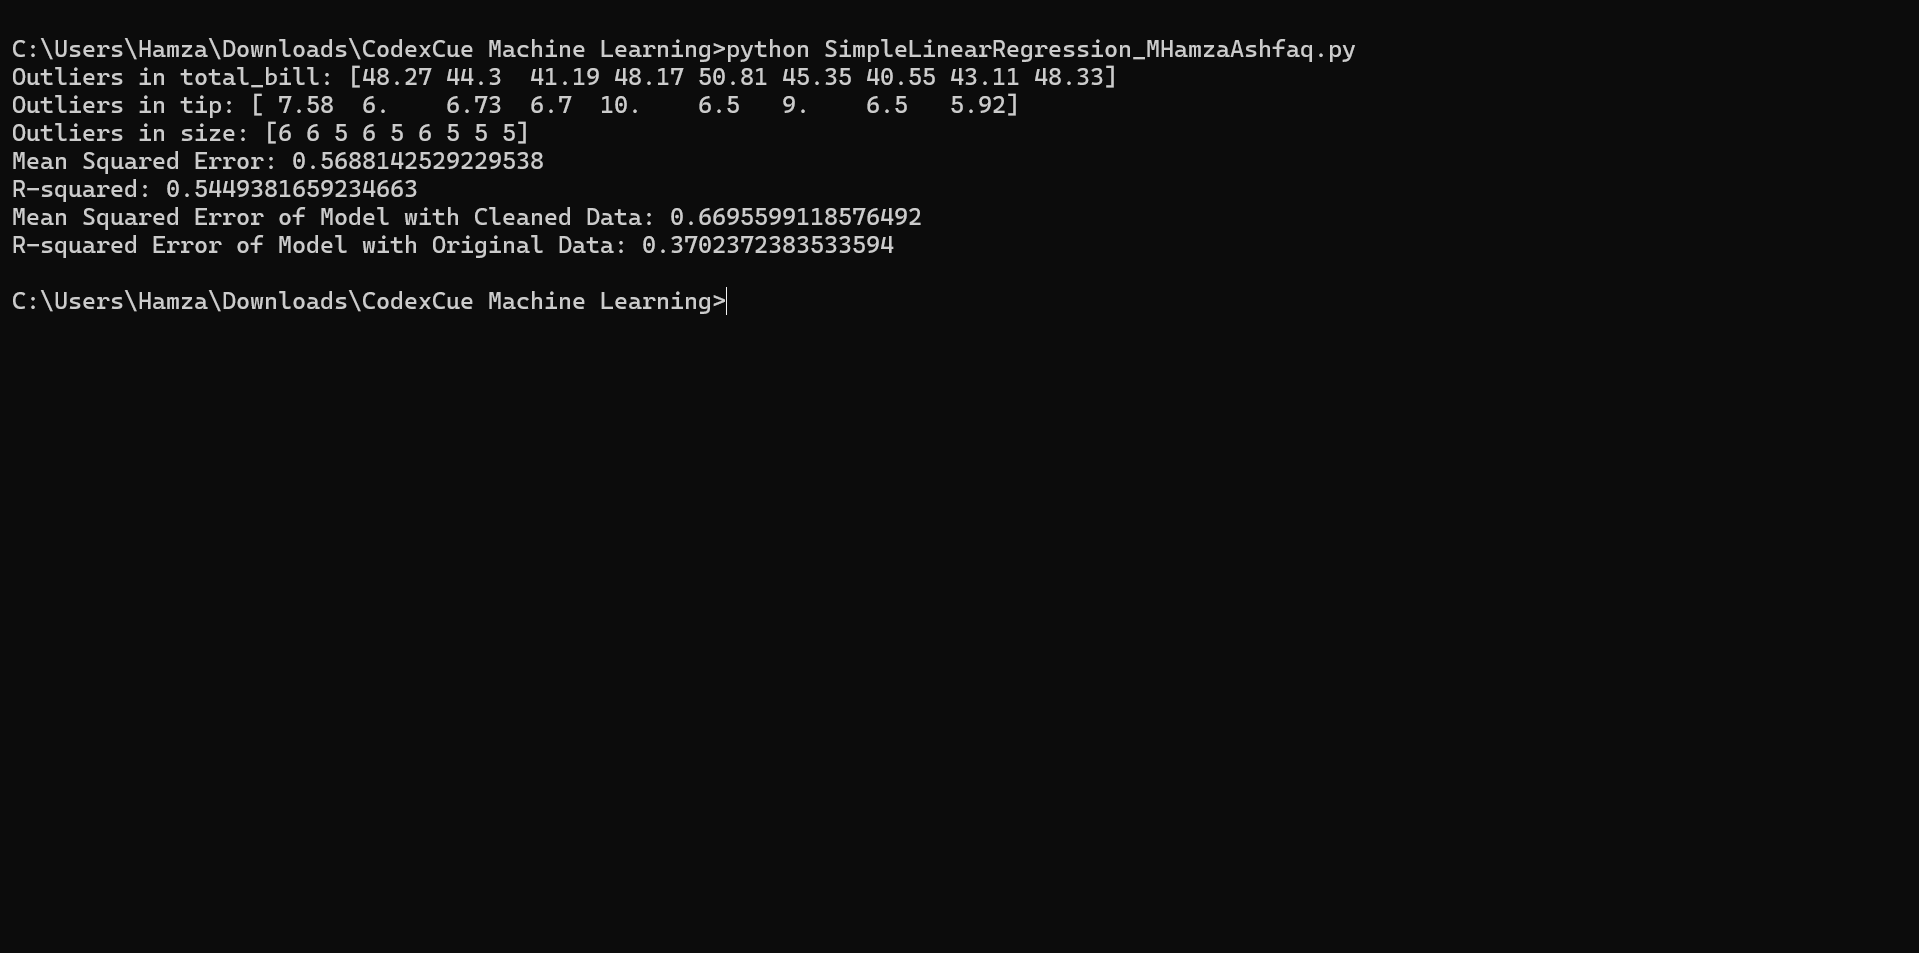 C:\Users\Hamza\Downloads\CodexCue Machine Learning>python SimpleLinearRegression_MHamzaAshfaq.py
Outliers in total_bill: [48.27 44.3  41.19 48.17 50.81 45.35 40.55 43.11 48.33]
Outliers in tip: [ 7.58  6.    6.73  6.7  10.    6.5   9.    6.5   5.92]
Outliers in size: [6 6 5 6 5 6 5 5 5]
Mean Squared Error: 0.5688142529229538
R-squared: 0.5449381659234663
Mean Squared Error of Model with Cleaned Data: 0.6695599118576492
R-squared Error of Model with Original Data: 0.3702372383533594
C:\Users\Hamza\Downloads\CodexCue Machine Learning>